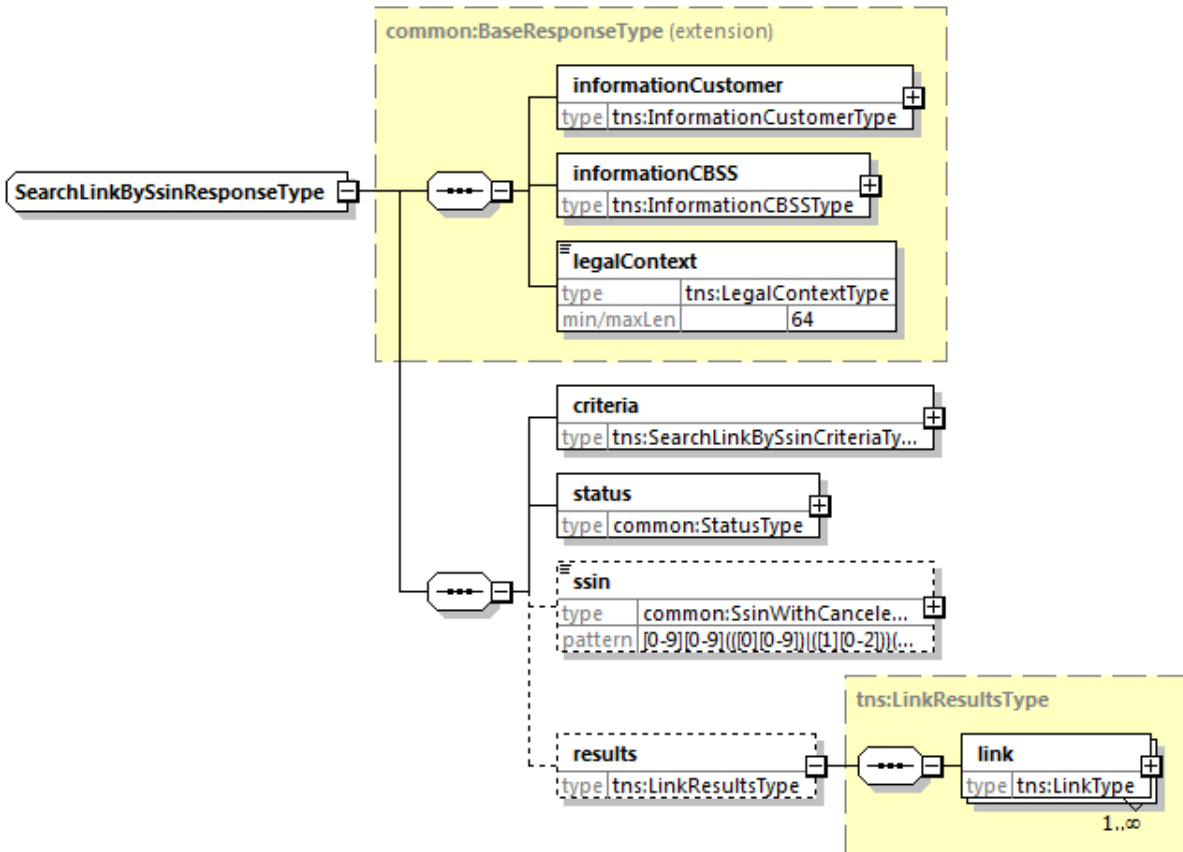 common:BaseResponseType (extension)
informationCustomer
type tns:InformationCustomerType
informationCBSS
type tns:InformationCBSSType
legalContext
type tns:LegalContextType
min/maxLen 64
SearchLinkBySsinResponseType
criteria
type tns:SearchLinkBySsinCriteriaTy...
status
type common:StatusType
ssin
type common:SsinWithCancele...
pattern [0-9][0-9](([0][0-9])|([1][0-2]))(...
tns:LinkResultsType
results
type tns:LinkResultsType
link
type tns:LinkType
1..∞